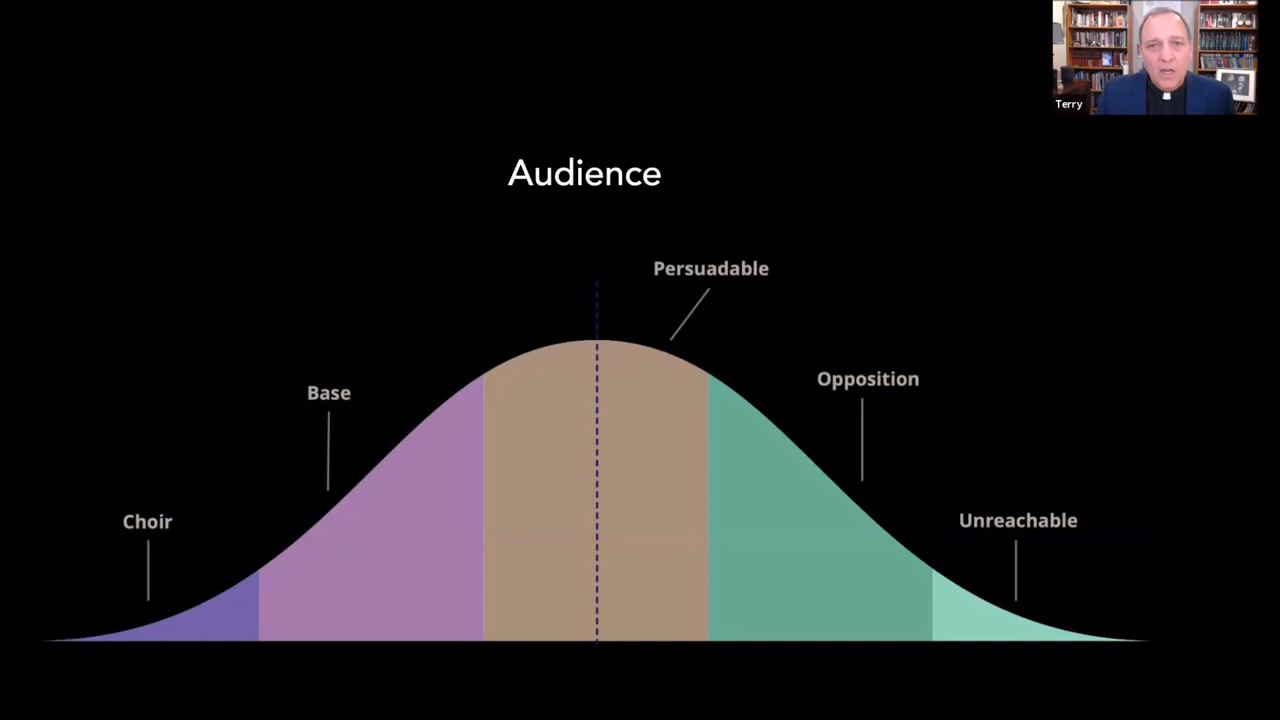 Terry
Audience
Persuadable
Opposition
Base
Unreachable
Choir